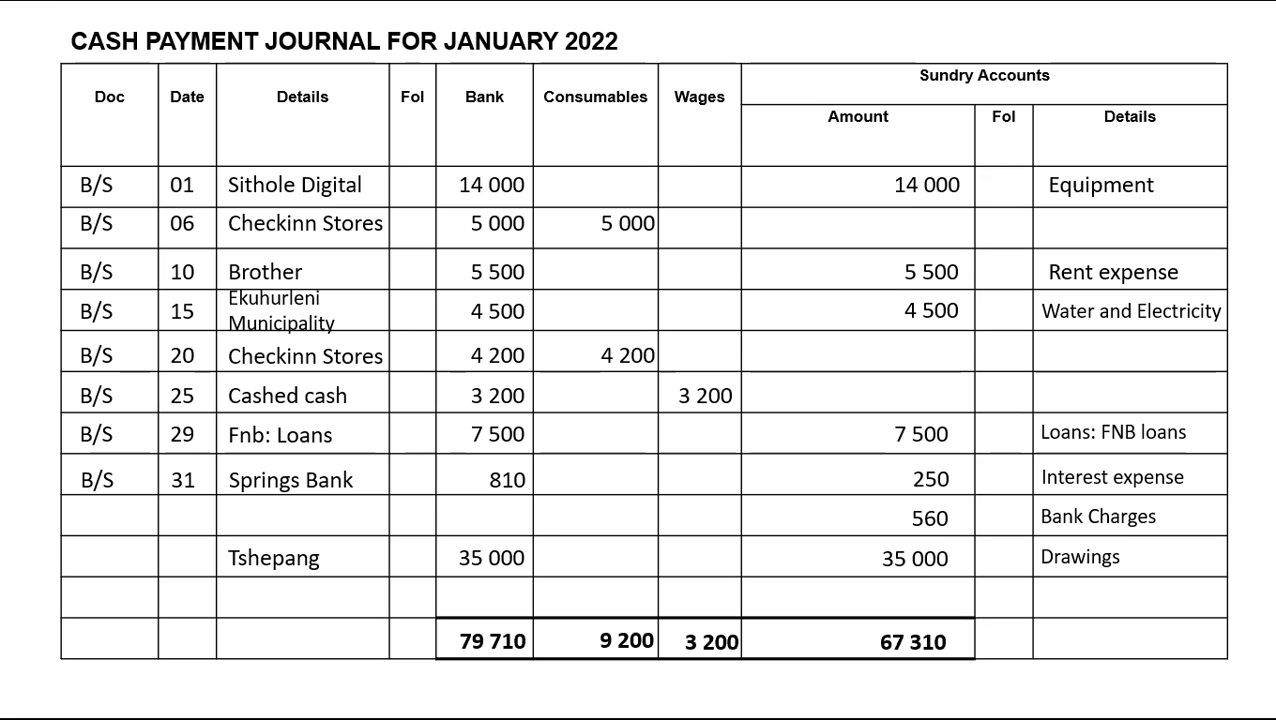 CASH PAYMENT JOURNAL FOR JANUARY 2022
Doc Date Details Fol Bank Consumables Wages Sundry Accounts
Amount Fol Details
B/S 01 Sithole Digital 14 000 14 000 Equipment
B/S 06 Checkinn Stores 5 000 5 000
B/S 10 Brother 5 500 5 500 Rent expense
B/S 15 Ekuhurleni
Municipality 4 500 4 500 Water and Electricity
B/S 20 Checkinn Stores 4 200 4 200
B/S 25 Cashed cash 3 200 3 200
B/S 29 Fnb: Loans 7 500 7 500 Loans: FNB loans
B/S 31 Springs Bank 810 250 Interest expense
560 Bank Charges
Tshepang 35 000 35 000 Drawings
79 710 9 200 3 200 67 310